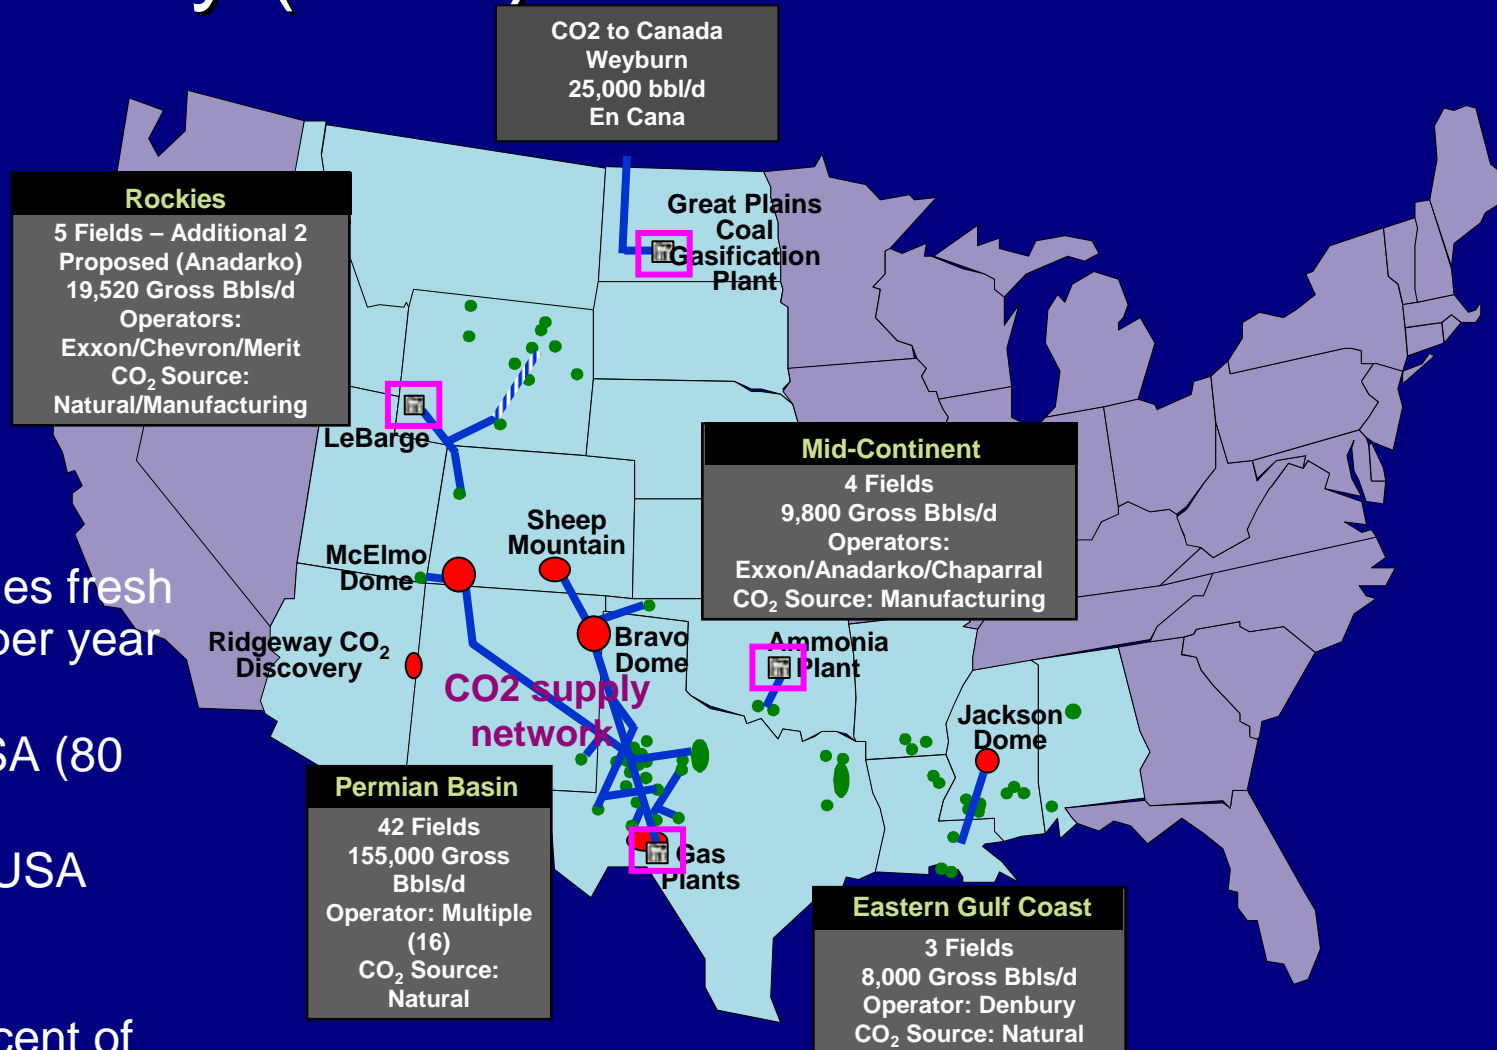 CO2 to Canada
Weyburn
25,000 bbl/d
En Cana
Rockies
5 Fields – Additional 2
Proposed (Anadarko)
19,520 Gross Bbls/d
Operators:
Exxon/Chevron/Merit
CO2 Source:
Natural/Manufacturing
Great Plains
Coal
Gasification
Plant
LeBarge
Mid-Continent
4 Fields
9,800 Gross Bbls/d
Operators:
Exxon/Anadarko/Chaparral
CO2 Source: Manufacturing
Sheep
Mountain
McElmo
Dome
es fresh
per year
Ridgeway CO2
Discovery
Bravo
Dome
Ammonia
Plant
CO2 supply
network
Jackson
Dome
SA (80
USA
cent of
Permian Basin
42 Fields
155,000 Gross
Bbls/d
Operator: Multiple
(16)
CO2 Source:
Natural
Gas
Plants
Eastern Gulf Coast
3 Fields
8,000 Gross Bbls/d
Operator: Denbury
CO2 Source: Natural